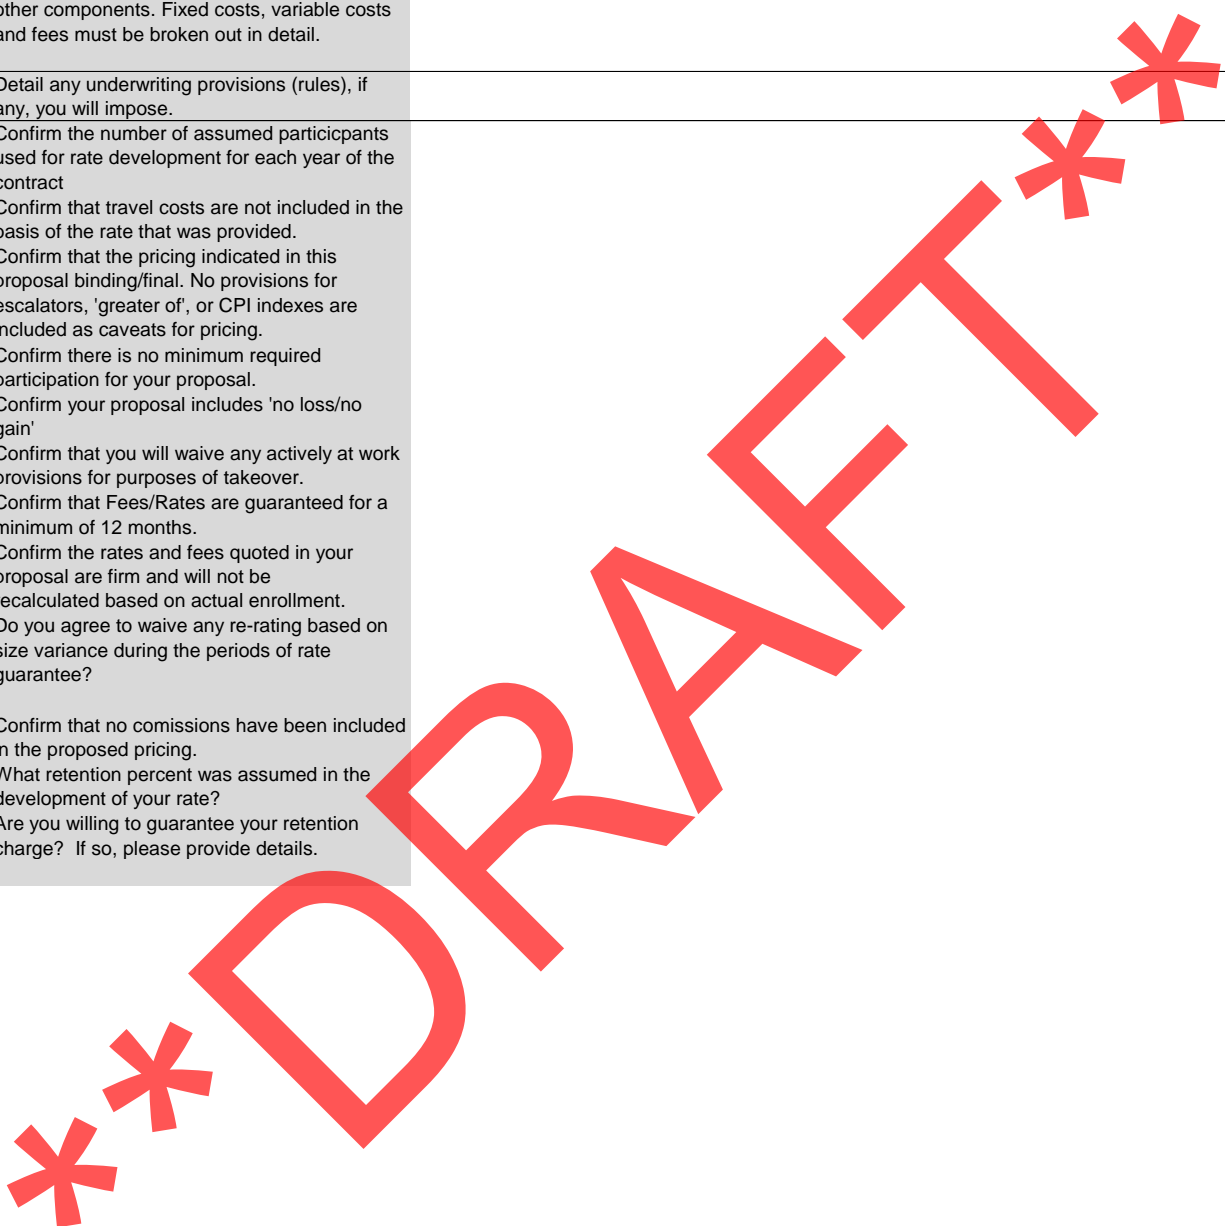 other components. Fixed costs, variable costs
and fees must be broken out in detail.
Detail any underwriting provisions (rules), if
any, you will impose.
Confirm the number of assumed particicpants
used for rate development for each year of the
contract
Confirm that travel costs are not included in the
basis of the rate that was provided.
Confirm that the pricing indicated in this
proposal binding/final. No provisions for
escalators, 'greater of', or CPI indexes are
included as caveats for pricing.
Confirm there is no minimum required
participation for your proposal.
Confirm your proposal includes 'no loss/no
gain'
Confirm that you will waive any actively at work
provisions for purposes of takeover.
Confirm that Fees/Rates are guaranteed for a
minimum of 12 months.
Confirm the rates and fees quoted in your
proposal are firm and will not be
recalculated based on actual enrollment.
Do you agree to waive any re-rating based on
size variance during the periods of rate
guarantee?
Confirm that no comissions have been included
in the proposed pricing.
What retention percent was assumed in the
development of your rate?
Are you willing to guarantee your retention
charge?  If so, please provide details.
**DRAFT**